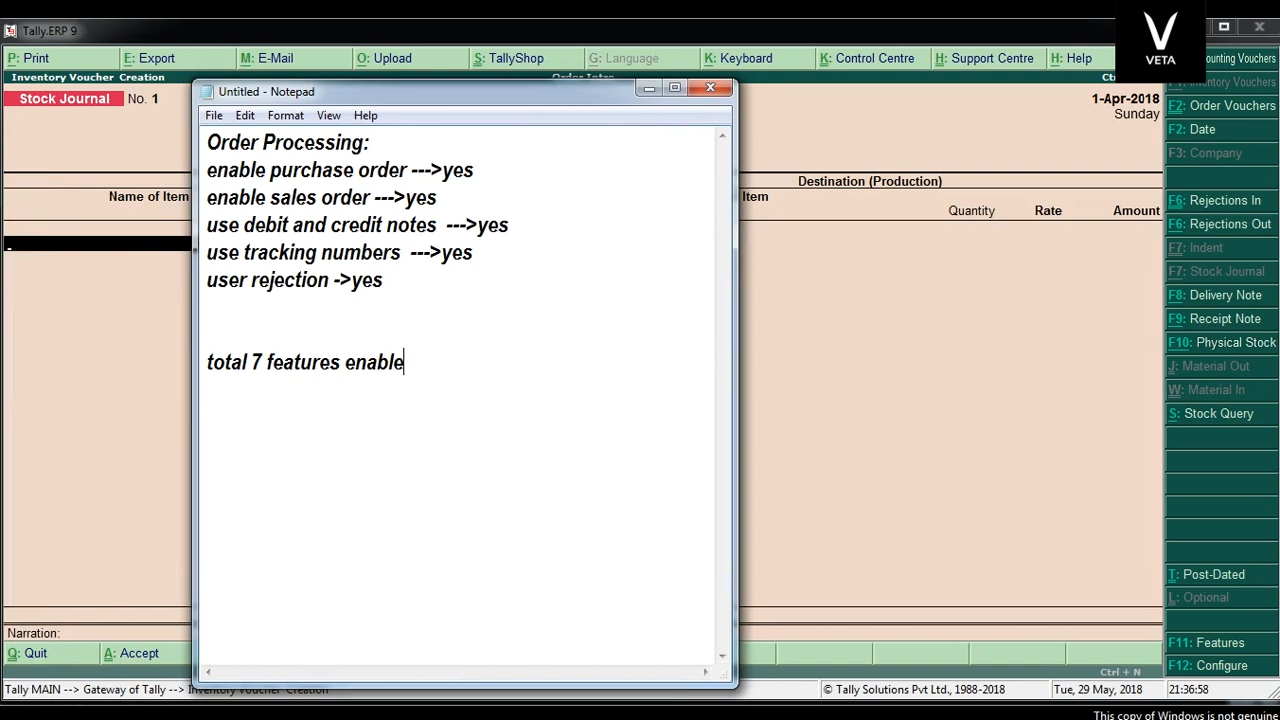 Tally.ERP 9
P: Print
E: Export
M: E-Mail
O: Upload
S: TallyShop
G: Language
K: Keyboard
K: Control Centre
H: Support Centre
H: Help
V
VETA
ounting Vouchers
Inventory Voucher Creation
Order Intro
Inventory Vouchers
Stock Journal No. 1
1-Apr-2018
Sunday
F2: Order Vouchers
F2: Date
F3: Company
Untitled - Notepad
File Edit Format View Help
Order Processing:
enable purchase order --->yes
enable sales order --->yes
use debit and credit notes --->yes
use tracking numbers --->yes
user rejection ->yes
total 7 features enable
Destination (Production)
Name of Item
Item
Quantity
Rate
Amount
F6: Rejections In
F6: Rejections Out
F7: Indent
F7: Stock Journal
F8: Delivery Note
F9: Receipt Note
F10: Physical Stock
J: Material Out
W: Material In
S: Stock Query
T: Post-Dated
L: Optional
F11: Features
F12: Configure
Narration:
Q: Quit
A: Accept
Ctrl + N
Tally MAIN --> Gateway of Tally --> Inventory Voucher Creation
© Tally Solutions Pvt Ltd., 1988-2018
Tue, 29 May, 2018
21:36:58
This copy of Windows is not genuine